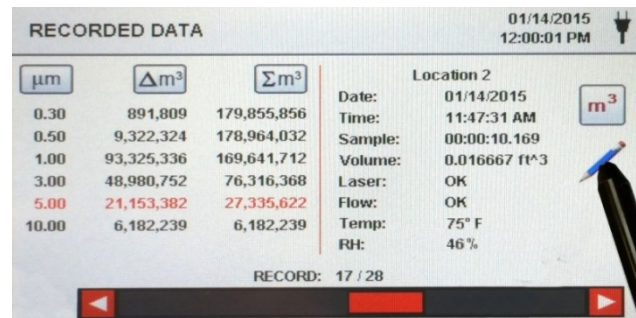 RECORDED DATA
01/14/2015
12:00:01 PM
µm Δm³ Σm³
0.30 891,809 179,855,856
0.50 9,322,324 178,964,032
1.00 93,325,336 169,641,712
3.00 48,980,752 76,316,368
5.00 21,153,382 27,335,622
10.00 6,182,239 6,182,239
Location 2
Date: 01/14/2015
Time: 11:47:31 AM
Sample: 00:00:10.169
Volume: 0.016667 ft^3
Laser: OK
Flow: OK
Temp: 75° F
RH: 46%
m³
RECORD: 17 / 28